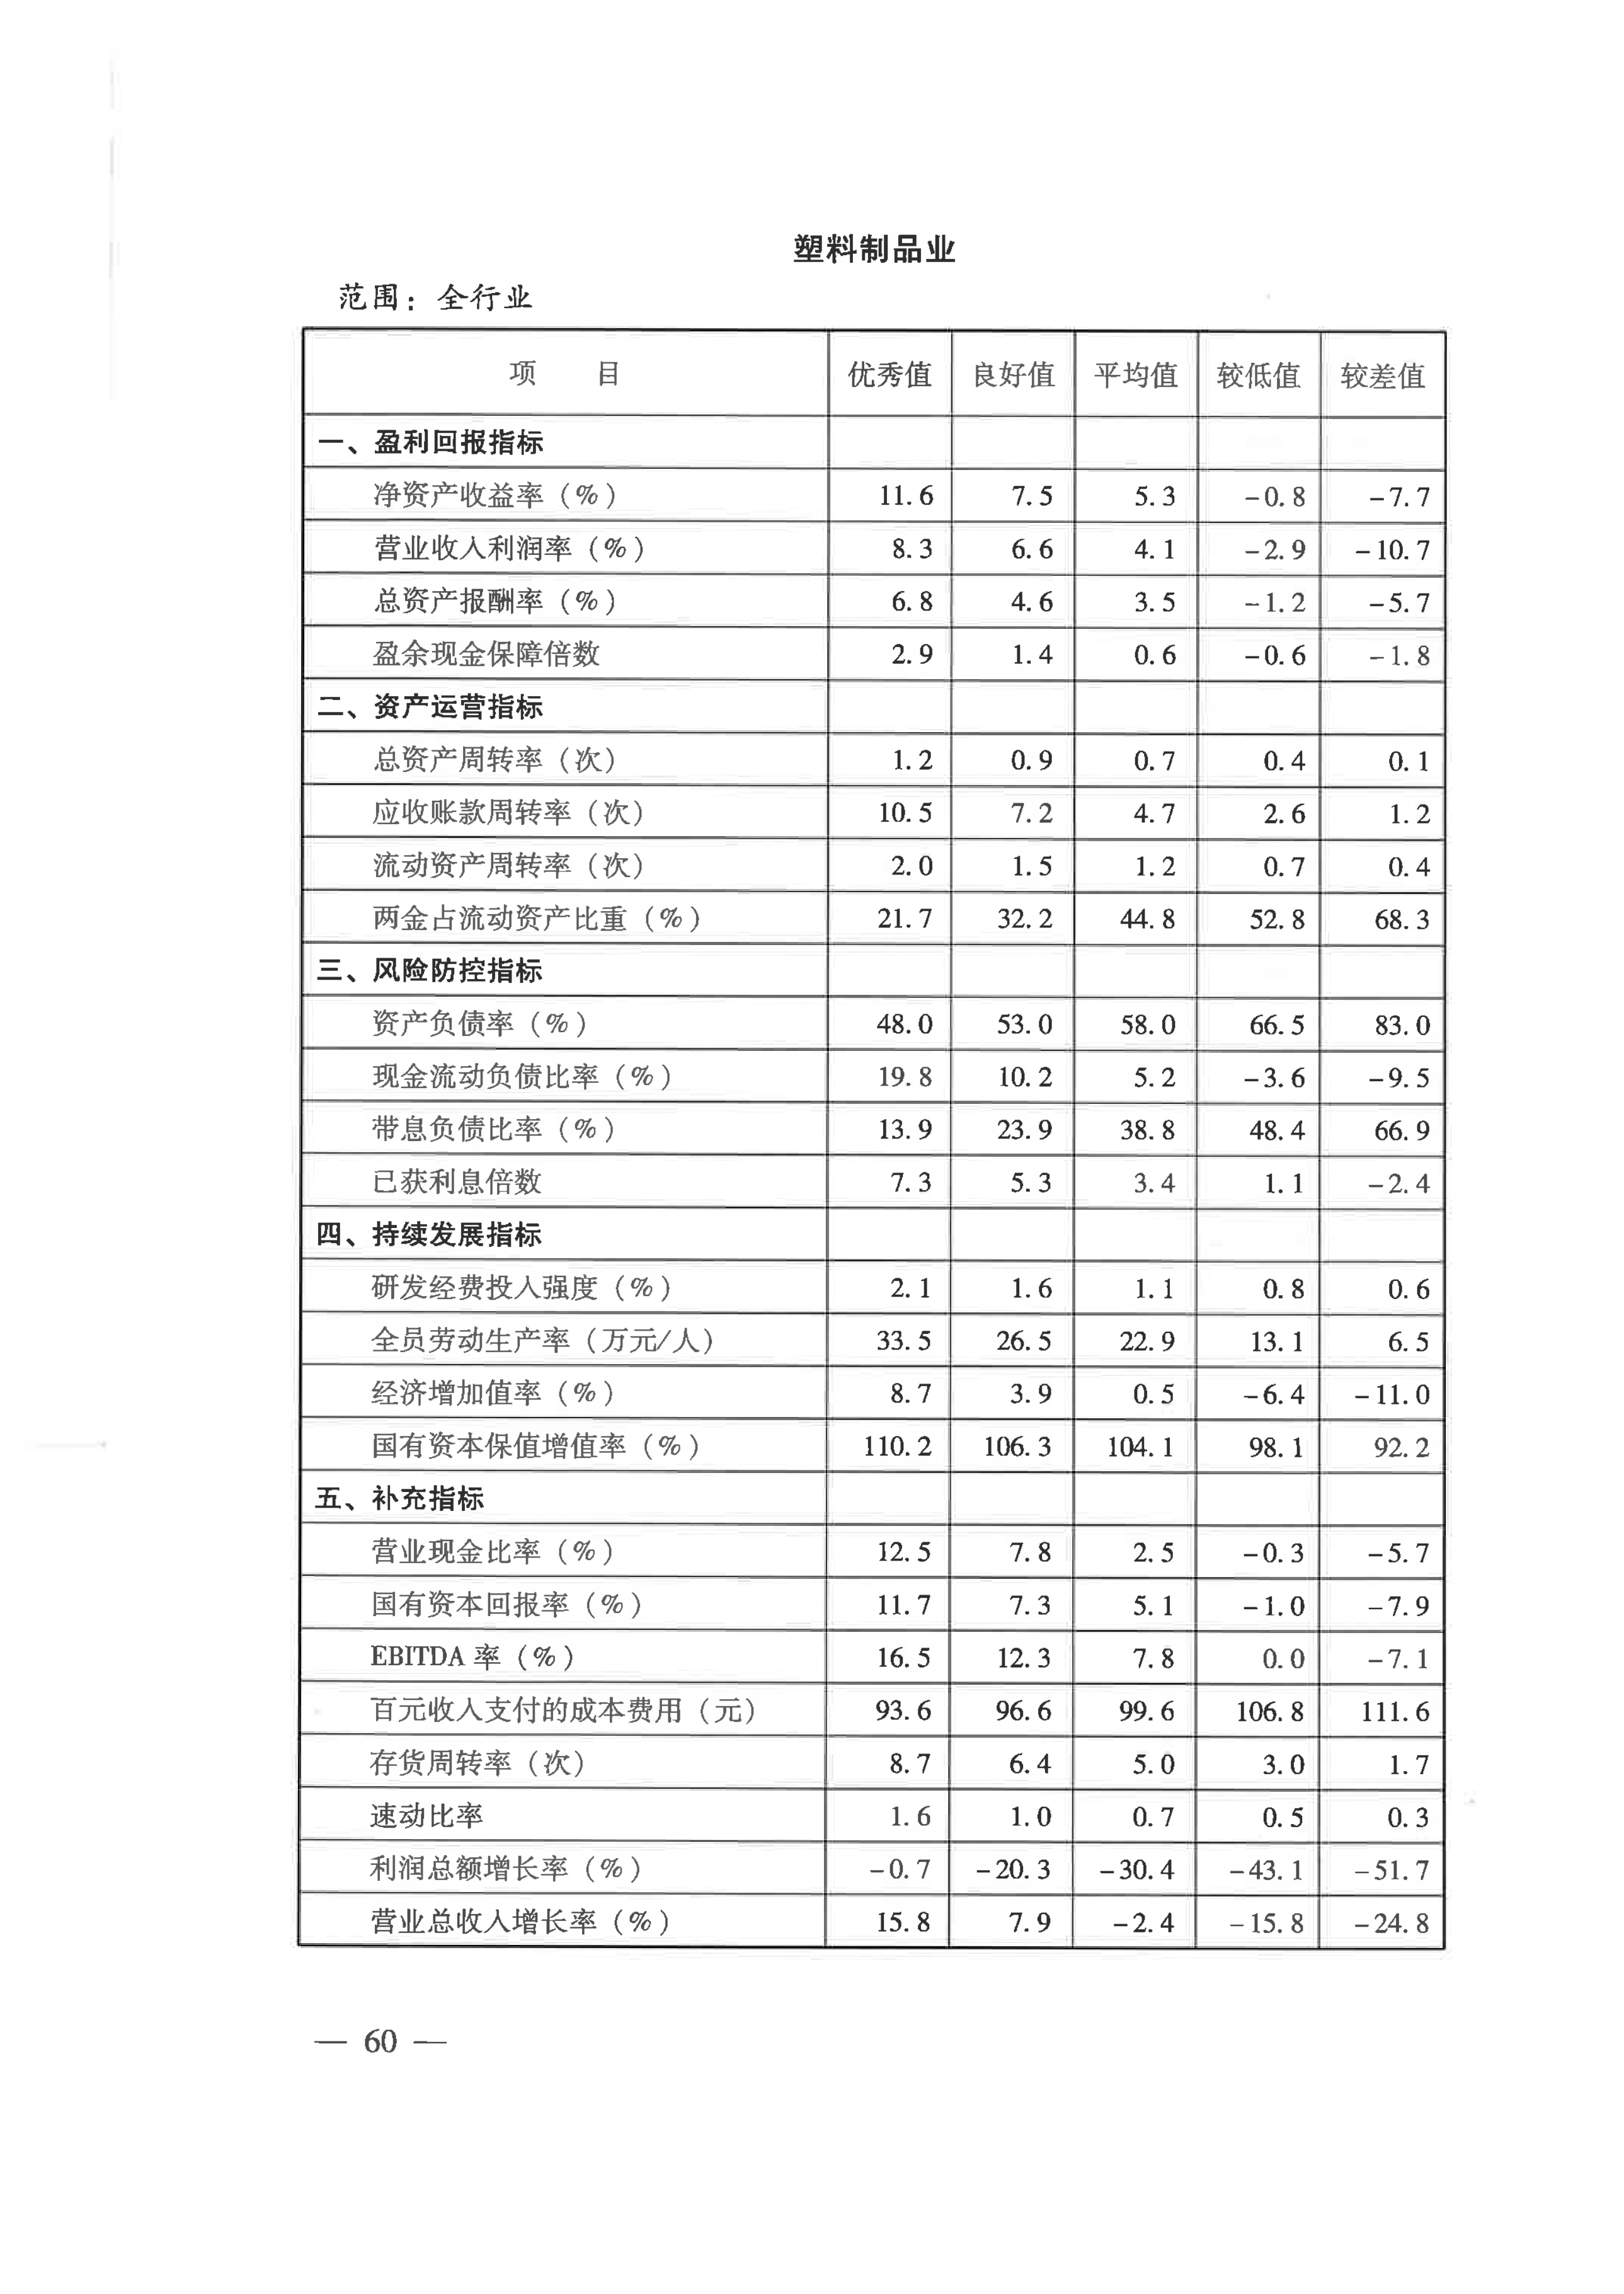 塑料制品业
范围：全行业
项 目 优秀值 良好值 平均值 较低值 较差值
一、盈利回报指标
净资产收益率（%） 11.6 7.5 5.3 -0.8 -7.7
营业收入利润率（%） 8.3 6.6 4.1 -2.9 -10.7
总资产报酬率（%） 6.8 4.6 3.5 -1.2 -5.7
盈余现金保障倍数 2.9 1.4 0.6 -0.6 -1.8
二、资产运营指标
总资产周转率（次） 1.2 0.9 0.7 0.4 0.1
应收账款周转率（次） 10.5 7.2 4.7 2.6 1.2
流动资产周转率（次） 2.0 1.5 1.2 0.7 0.4
两金占流动资产比重（%） 21.7 32.2 44.8 52.8 68.3
三、风险防控指标
资产负债率（%） 48.0 53.0 58.0 66.5 83.0
现金流动负债比率（%） 19.8 10.2 5.2 -3.6 -9.5
带息负债比率（%） 13.9 23.9 38.8 48.4 66.9
已获利息倍数 7.3 5.3 3.4 1.1 -2.4
四、持续发展指标
研发经费投入强度（%） 2.1 1.6 1.1 0.8 0.6
全员劳动生产率（万元/人） 33.5 26.5 22.9 13.1 6.5
经济增加值率（%） 8.7 3.9 0.5 -6.4 -11.0
国有资本保值增值率（%） 110.2 106.3 104.1 98.1 92.2
五、补充指标
营业现金比率（%） 12.5 7.8 2.5 -0.3 -5.7
国有资本回报率（%） 11.7 7.3 5.1 -1.0 -7.9
EBITDA 率（%） 16.5 12.3 7.8 0.0 -7.1
百元收入支付的成本费用（元） 93.6 96.6 99.6 106.8 111.6
存货周转率（次） 8.7 6.4 5.0 3.0 1.7
速动比率 1.6 1.0 0.7 0.5 0.3
利润总额增长率（%） -0.7 -20.3 -30.4 -43.1 -51.7
营业总收入增长率（%） 15.8 7.9 -2.4 -15.8 -24.8
— 60 —